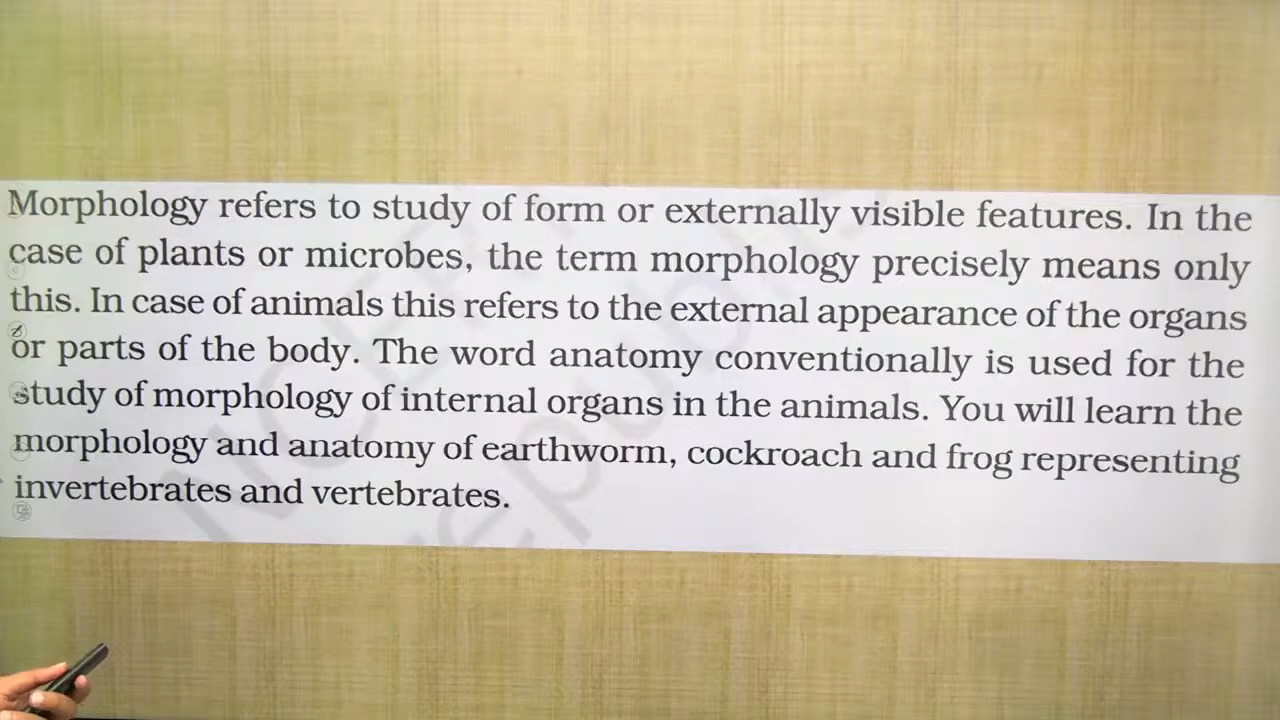 Morphology refers to study of form or externally visible features. In the
case of plants or microbes, the term morphology precisely means only
this. In case of animals this refers to the external appearance of the organs
or parts of the body. The word anatomy conventionally is used for the
study of morphology of internal organs in the animals. You will learn the
morphology and anatomy of earthworm, cockroach and frog representing
invertebrates and vertebrates.